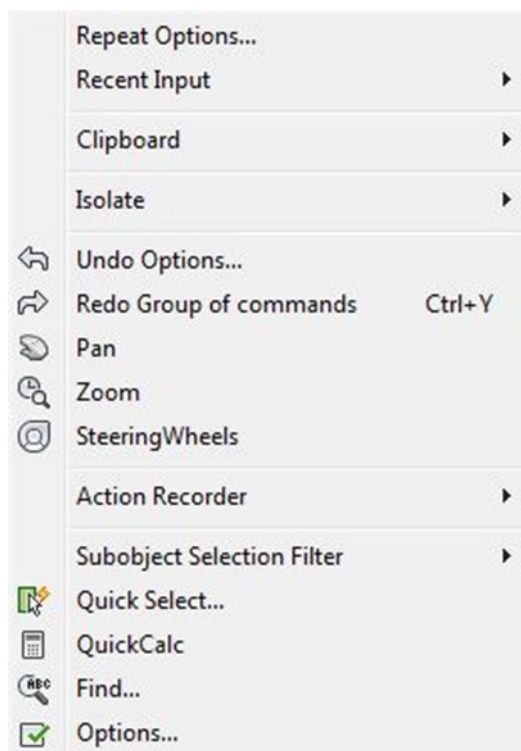 Repeat Options...
Recent Input
Clipboard
Isolate
Undo Options...
Redo Group of commands Ctrl+Y
Pan
Zoom
SteeringWheels
Action Recorder
Subobject Selection Filter
Quick Select...
QuickCalc
ABC
Find...
Options...